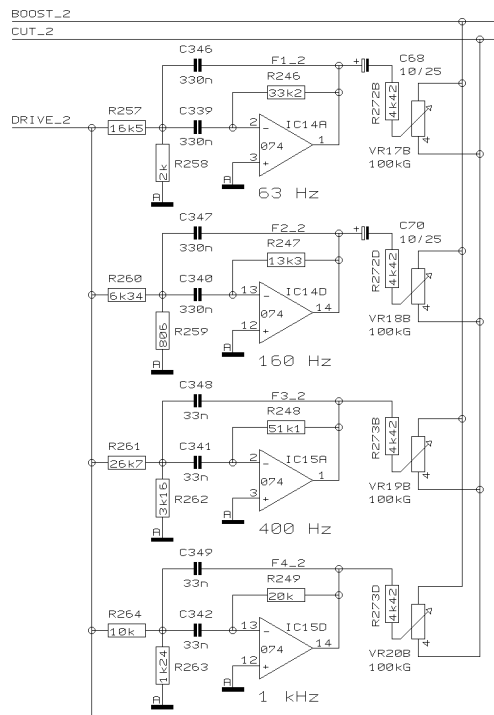 BOOST_2
CUT_2
C346
330n
F1_2
C68
10/25
R246
33k2
R272B
4k42
DRIVE_2
R257
16k5
C339
330n
2
IC14A
074
1
3
R258
2k
A
A
VR17B
100kG
4
63 Hz
C347
330n
F2_2
C70
10/25
R247
13k3
R272D
4k42
R260
6k34
C340
330n
13
IC14D
074
14
12
R259
806
A
A
VR18B
100kG
4
160 Hz
C348
33n
F3_2
R248
51k1
R273B
4k42
R261
26k7
C341
33n
2
IC15A
074
1
3
R262
3k16
A
A
VR19B
100kG
4
400 Hz
C349
33n
F4_2
R249
20k
R273D
4k42
R264
10k
C342
33n
13
IC15D
074
14
12
R263
1k24
A
A
VR20B
100kG
4
1 kHz